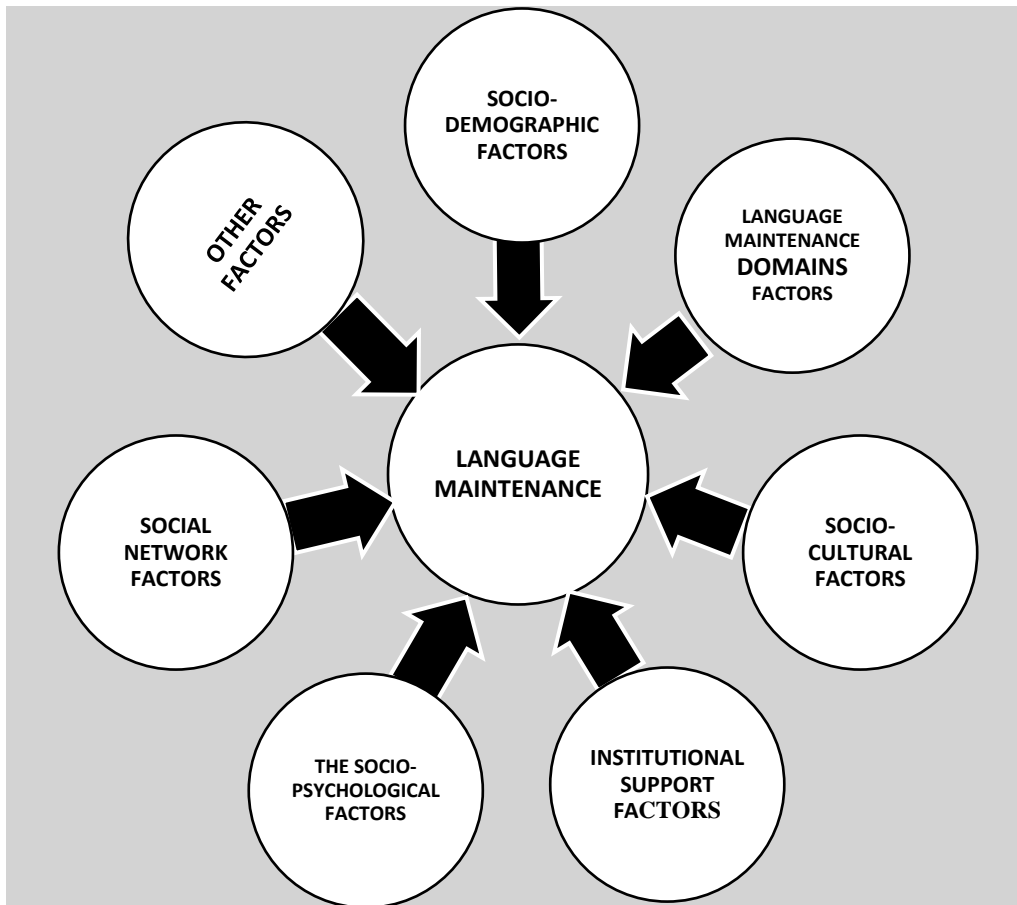 SOCIO-
DEMOGRAPHIC
FACTORS
LANGUAGE
MAINTENANCE
DOMAINS
FACTORS
SOCIO-
CULTURAL
FACTORS
INSTITUTIONAL
SUPPORT
FACTORS
THE SOCIO-
PSYCHOLOGICAL
FACTORS
SOCIAL
NETWORK
FACTORS
OTHER
FACTORS
LANGUAGE
MAINTENANCE